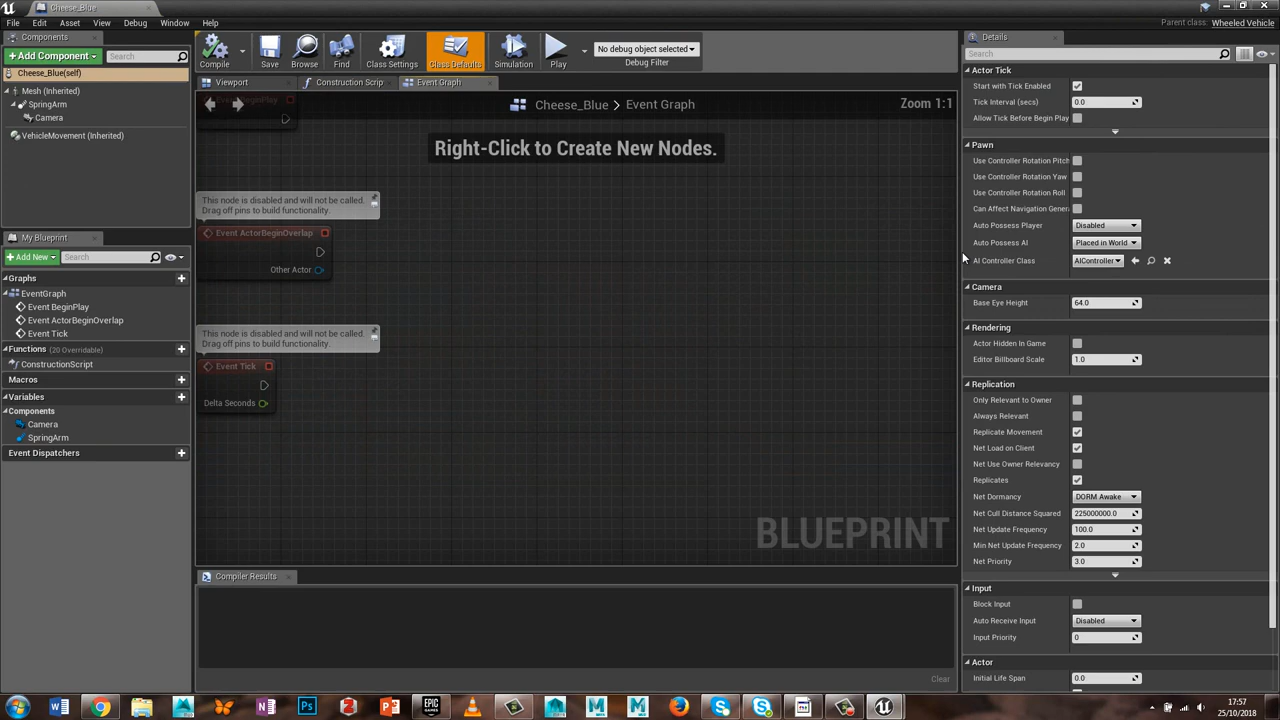 Cheese_Blue
File Edit Asset View Debug Window Help
Parent class: Wheeled Vehicle
Components
+Add Component
Search
Cheese_Blue(self)
Mesh (Inherited)
SpringArm
Camera
VehicleMovement (Inherited)
My Blueprint
+Add New
Search
Graphs
EventGraph
Event BeginPlay
Event ActorBeginOverlap
Event Tick
Functions (20 Overridable)
ConstructionScript
Macros
Variables
Components
Camera
SpringArm
Event Dispatchers
Compile
Save
Browse
Find
Class Settings
Class Defaults
Simulation
Play
No debug object selected
Debug Filter
Viewport
Construction Scrip
Event Graph
Event BeginPlay
Cheese_Blue > Event Graph
Zoom 1:1
Right-Click to Create New Nodes.
This node is disabled and will not be called.
Drag off pins to build functionality.
Event ActorBeginOverlap
Other Actor
This node is disabled and will not be called.
Drag off pins to build functionality.
Event Tick
Delta Seconds
BLUEPRINT
Compiler Results
Clear
Details
Search
Actor Tick
Start with Tick Enabled
Tick Interval (secs) 0.0
Allow Tick Before Begin Play
Pawn
Use Controller Rotation Pitch
Use Controller Rotation Yaw
Use Controller Rotation Roll
Can Affect Navigation Gener
Auto Possess Player Disabled
Auto Possess AI Placed in World
AI Controller Class AIController
Camera
Base Eye Height 64.0
Rendering
Actor Hidden In Game
Editor Billboard Scale 1.0
Replication
Only Relevant to Owner
Always Relevant
Replicate Movement
Net Load on Client
Net Use Owner Relevancy
Replicates
Net Dormancy DORM Awake
Net Cull Distance Squared 225000000.0
Net Update Frequency 100.0
Min Net Update Frequency 2.0
Net Priority 3.0
Input
Block Input
Auto Receive Input Disabled
Input Priority 0
Actor
Initial Life Span 0.0
17:57
25/10/2018